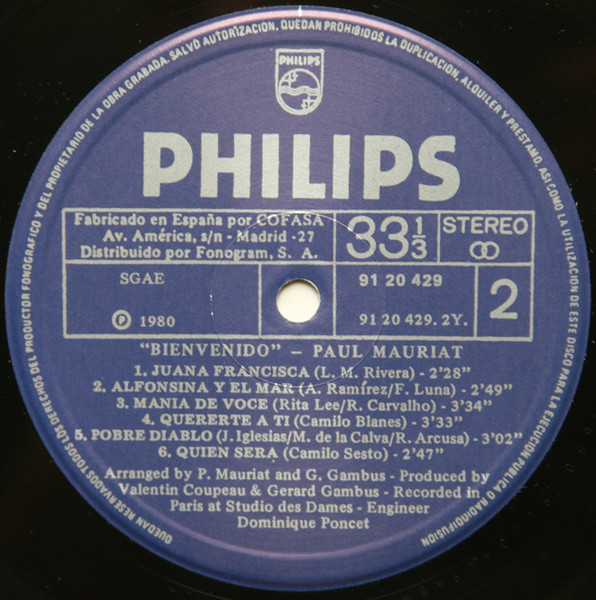 QUEDAN RESERVADOS TODOS LOS DERECHOS DEL PRODUCTOR FONOGRAFICO Y DEL PROPIETARIO DE LA OBRA GRABADA. SALVO AUTORIZACION, QUEDAN PROHIBIDOS LA DUPLICACION, ALQUILER Y PRESTAMO, ASI COMO LA UTILIZACION DE ESTE DISCO PARA LA EJECUCION PUBLICA O RADIODIFUSION
PHILIPS
PHILIPS
Fabricado en España por COFASA
Av. América, s/n - Madrid -27
Distribuido por Fonogram, S. A.
33 1/3
STEREO
SGAE
91 20 429
2
Ⓟ 1980
91 20 429. 2Y.
"BIENVENIDO" – PAUL MAURIAT
1. JUANA FRANCISCA (L. M. Rivera) - 2'28"
2. ALFONSINA Y EL MAR (A. Ramírez/F. Luna) - 2'49"
3. MANIA DE VOCE (Rita Lee/R. Carvalho) - 3'34"
4. QUERERTE A TI (Camilo Blanes) - 3'33"
5. POBRE DIABLO (J. Iglesias/M. de la Calva/R. Arcusa) - 3'02"
6. QUIEN SERA (Camilo Sesto) - 2'47"
Arranged by P. Mauriat and G. Gambus - Produced by
Valentin Coupeau & Gerard Gambus - Recorded in
Paris at Studio des Dames - Engineer
Dominique Poncet